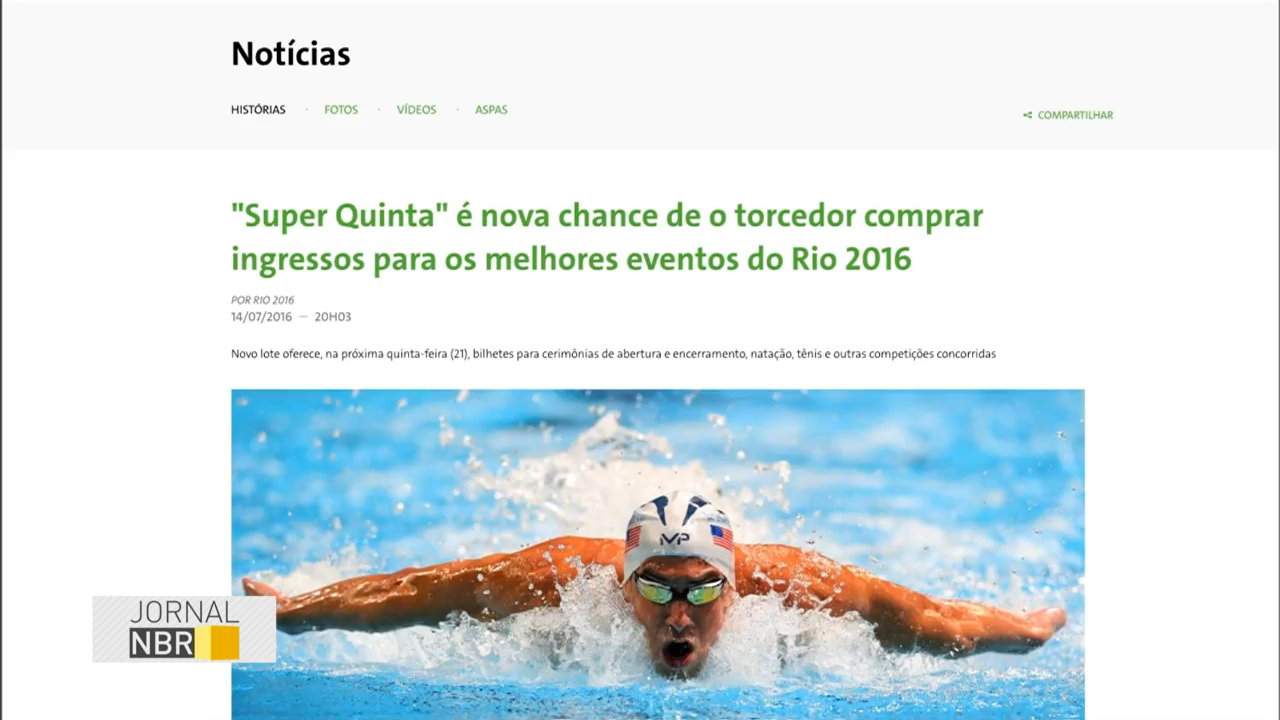 Notícias
HISTÓRIAS · FOTOS · VÍDEOS · ASPAS
COMPARTILHAR
"Super Quinta" é nova chance de o torcedor comprar
ingressos para os melhores eventos do Rio 2016
POR RIO 2016
14/07/2016 — 20H03
Novo lote oferece, na próxima quinta-feira (21), bilhetes para cerimônias de abertura e encerramento, natação, tênis e outras competições concorridas
MP
JORNAL
NBR